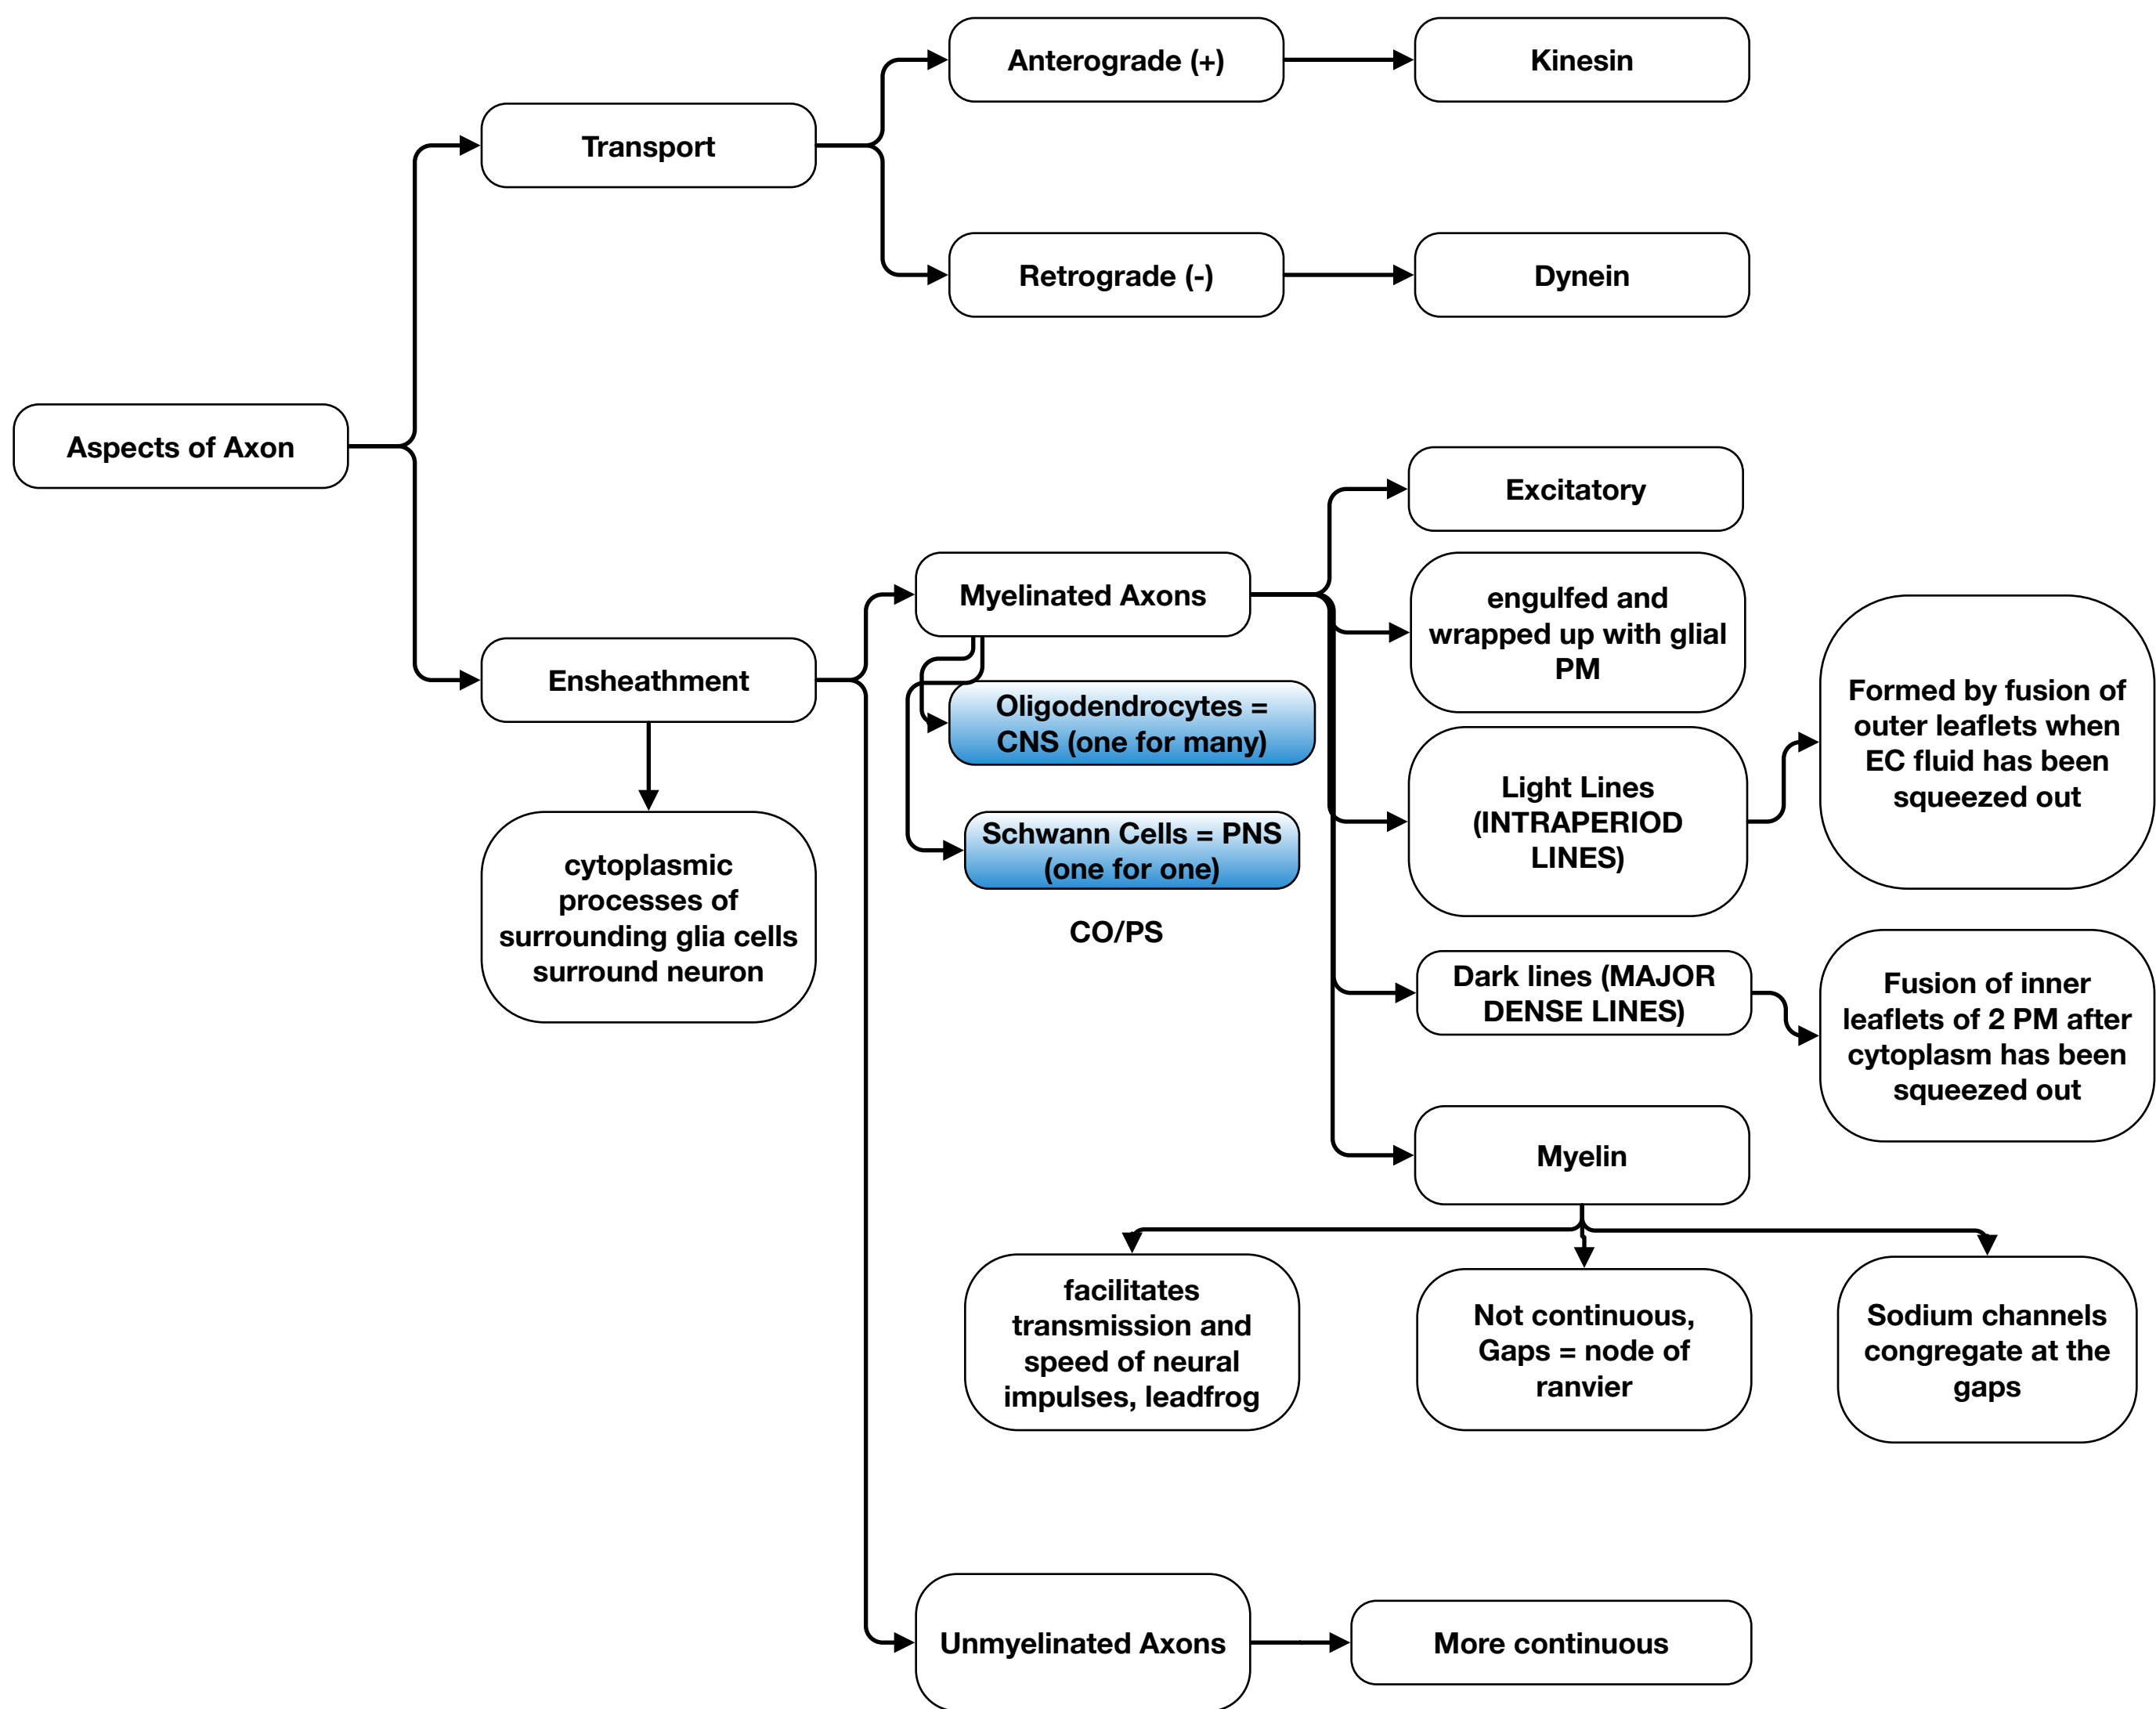 Anterograde (+)
Kinesin
Transport
Retrograde (-)
Dynein
Aspects of Axon
Excitatory
Myelinated Axons
engulfed and
wrapped up with glial
PM
Ensheathment
Oligodendrocytes =
CNS (one for many)
Formed by fusion of
outer leaflets when
EC fluid has been
squeezed out
Light Lines
(INTRAPERIOD
LINES)
Schwann Cells = PNS
(one for one)
cytoplasmic
processes of
surrounding glia cells
surround neuron
CO/PS
Dark lines (MAJOR
DENSE LINES)
Fusion of inner
leaflets of 2 PM after
cytoplasm has been
squeezed out
Myelin
facilitates
transmission and
speed of neural
impulses, leadfrog
Not continuous,
Gaps = node of
ranvier
Sodium channels
congregate at the
gaps
Unmyelinated Axons
More continuous